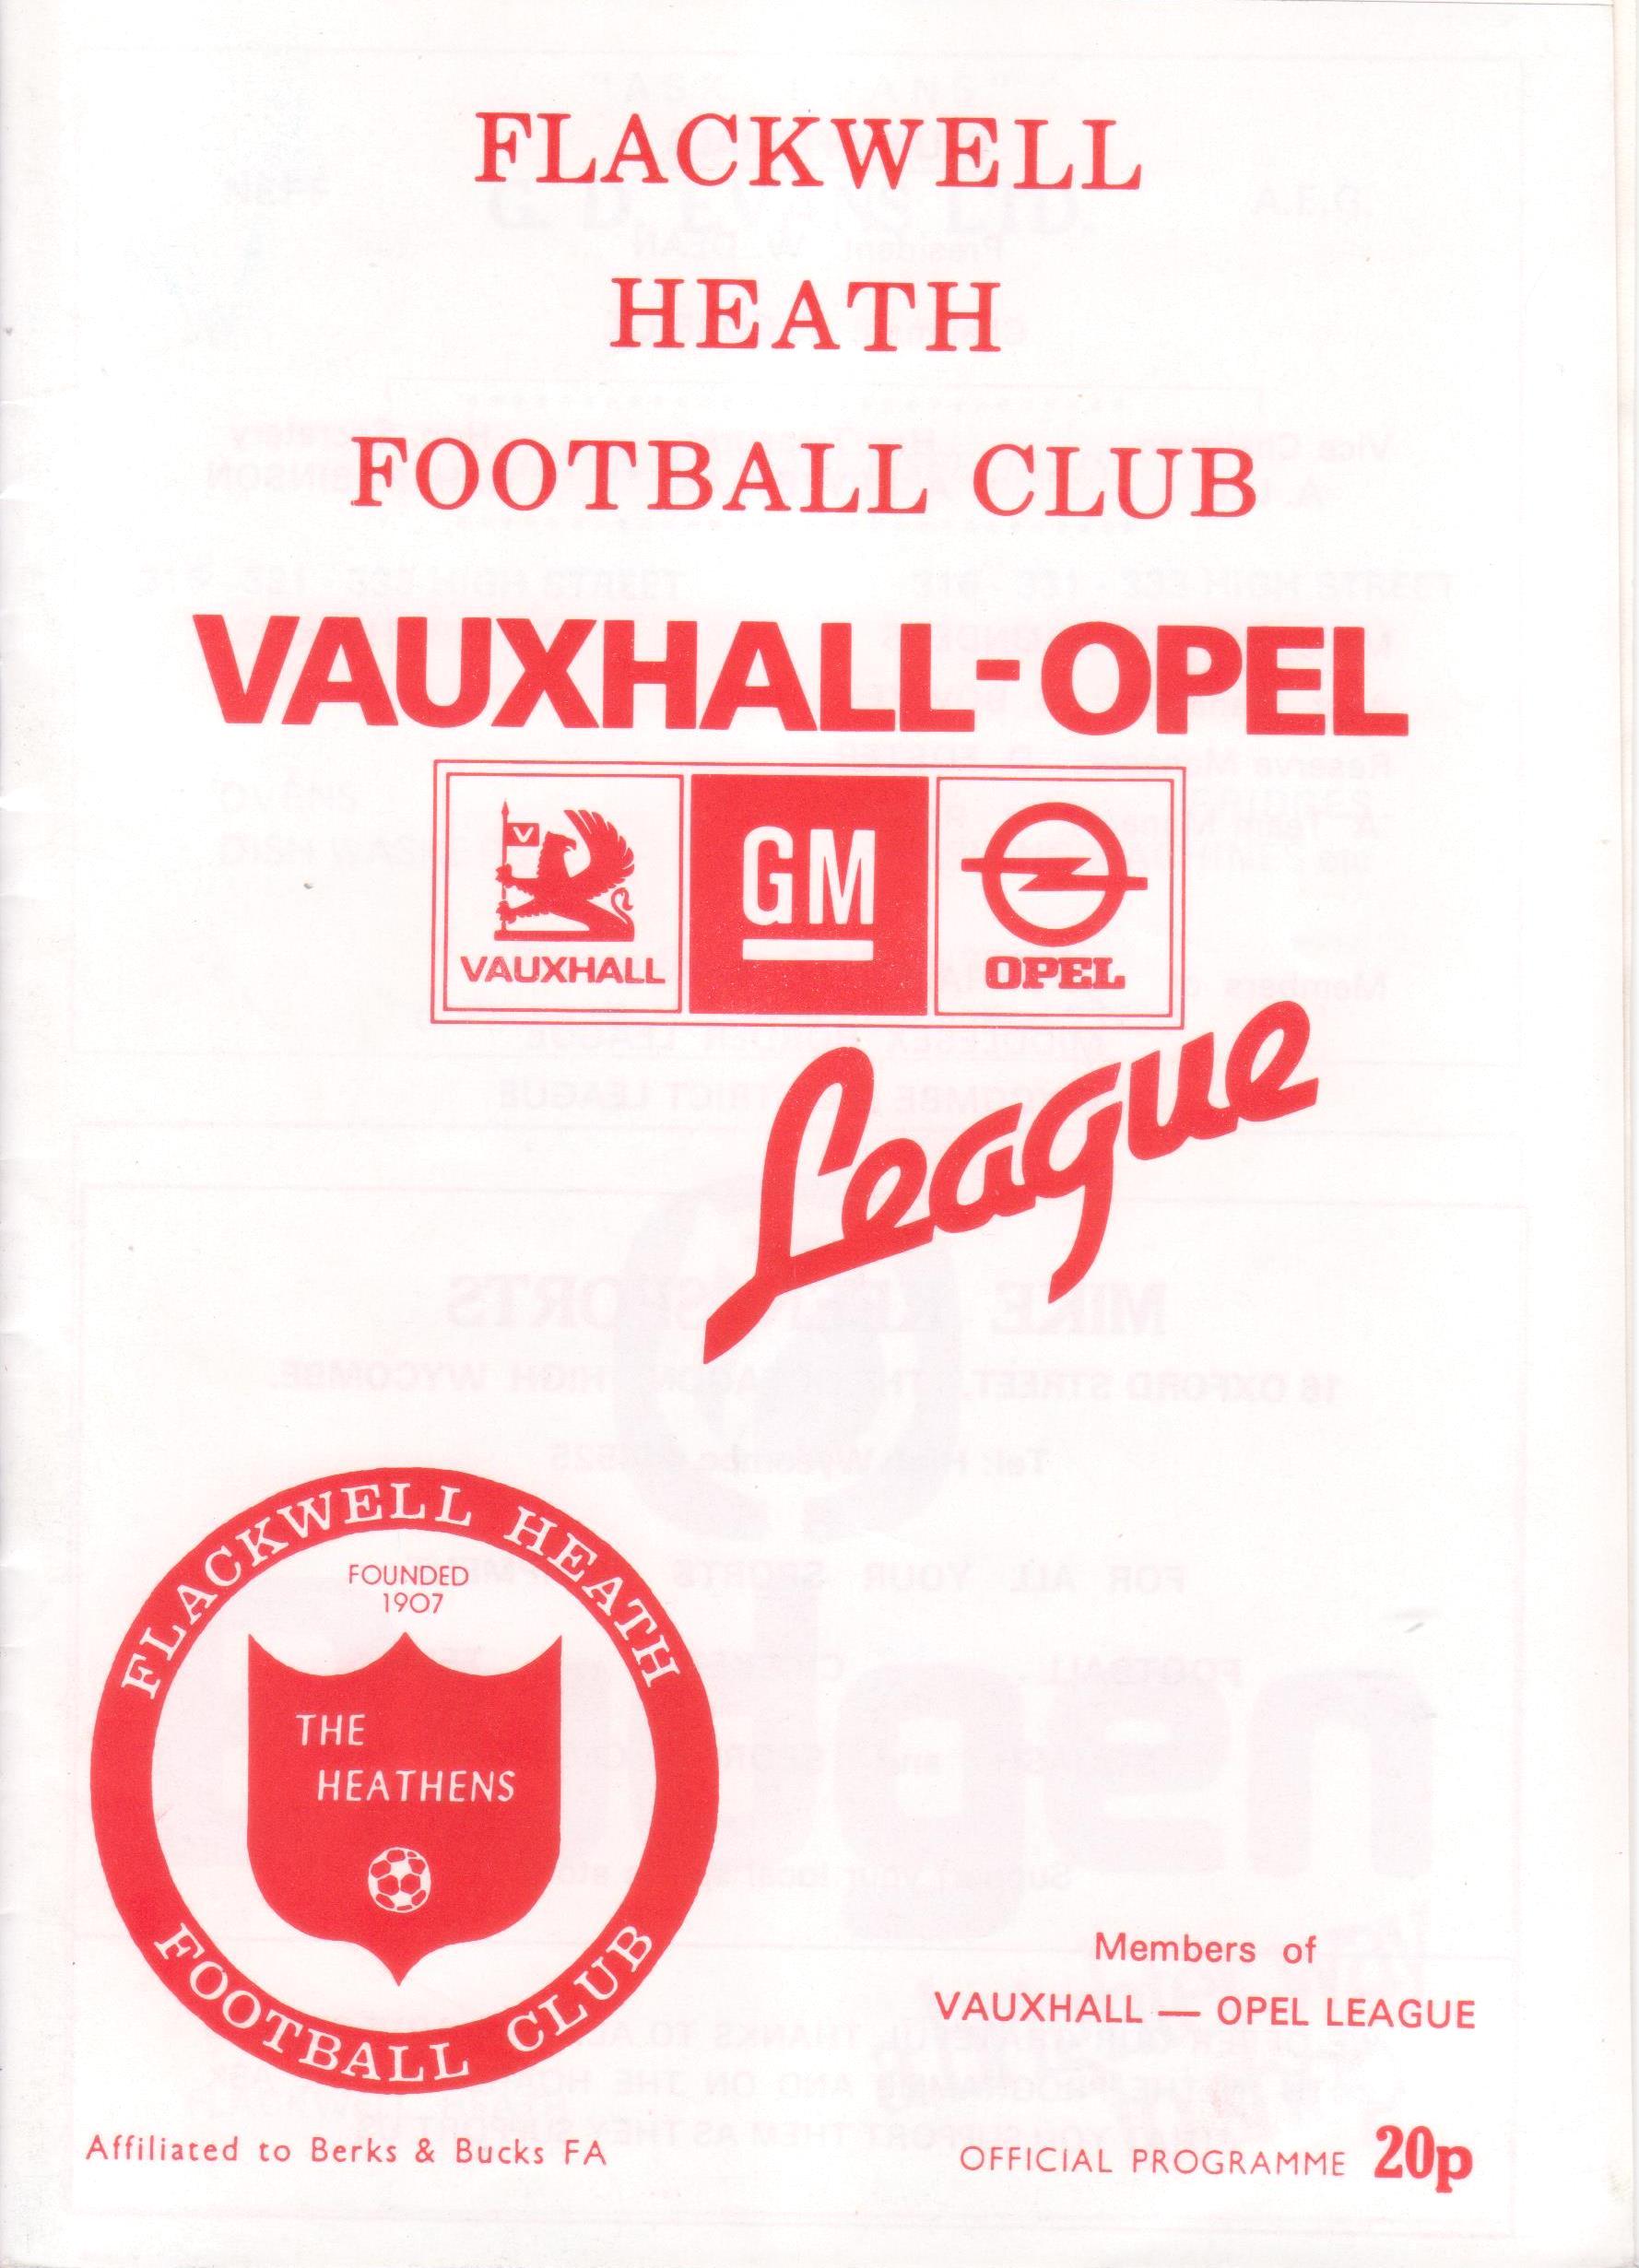 FLACKWELL
HEATH
FOOTBALL CLUB
VAUXHALL-OPEL
V
VAUXHALL
GM
OPEL
League
FLACKWELL HEATH
FOUNDED
1907
THE
HEATHENS
FOOTBALL CLUB
Members of
VAUXHALL — OPEL LEAGUE
Affiliated to Berks & Bucks FA
OFFICIAL PROGRAMME 20p